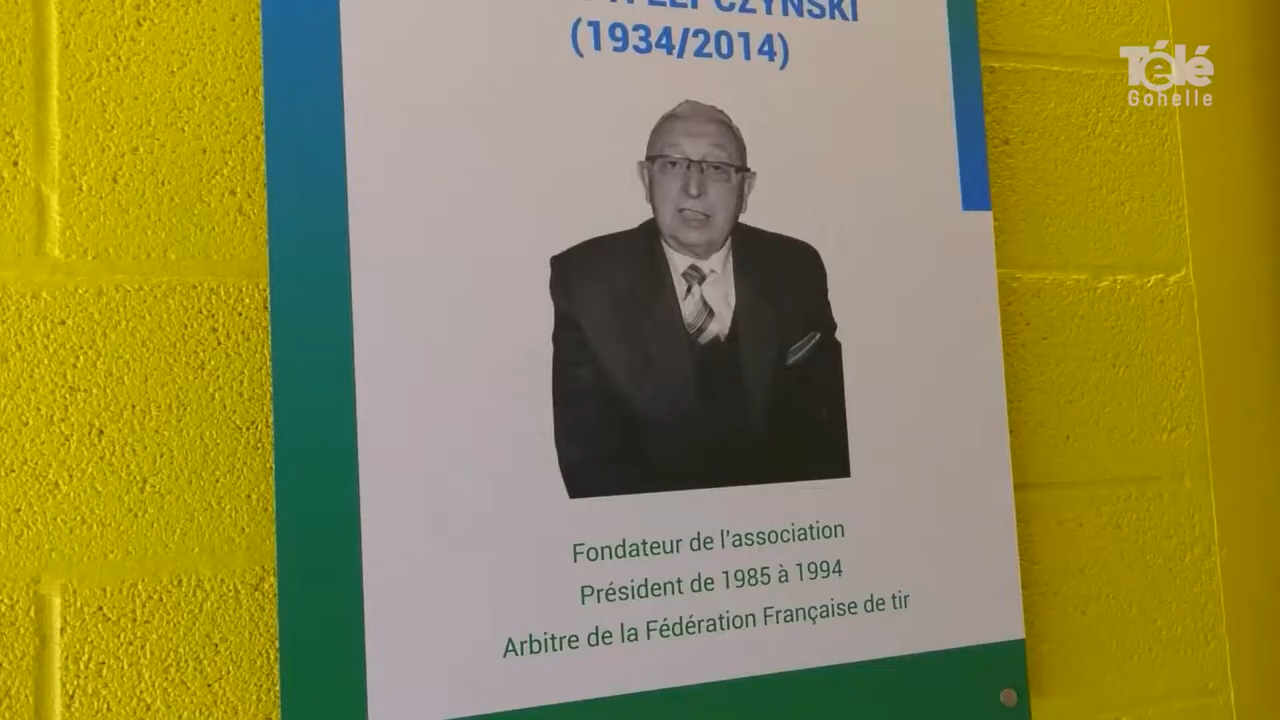 (1934/2014)
Télé
Gohelle
Fondateur de l'association
Président de 1985 à 1994
Arbitre de la Fédération Française de tir